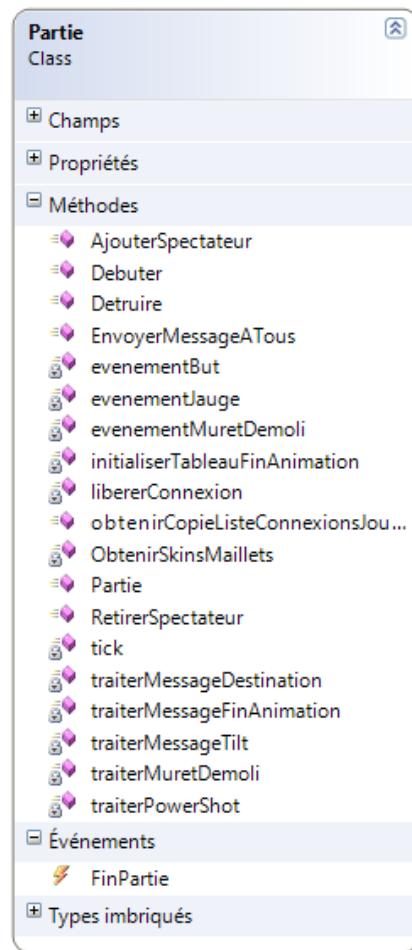 Partie
Class
Champs
Propriétés
Méthodes
AjouterSpectateur
Debuter
Detruire
EnvoyerMessageATous
evenementBut
evenementJauge
evenementMuretDemoli
initialiserTableauFinAnimation
libererConnexion
obtenirCopieListeConnexionsJou...
ObtenirSkinsMaillets
Partie
RetirerSpectateur
tick
traiterMessageDestination
traiterMessageFinAnimation
traiterMessageTilt
traiterMuretDemoli
traiterPowerShot
Événements
FinPartie
Types imbriqués